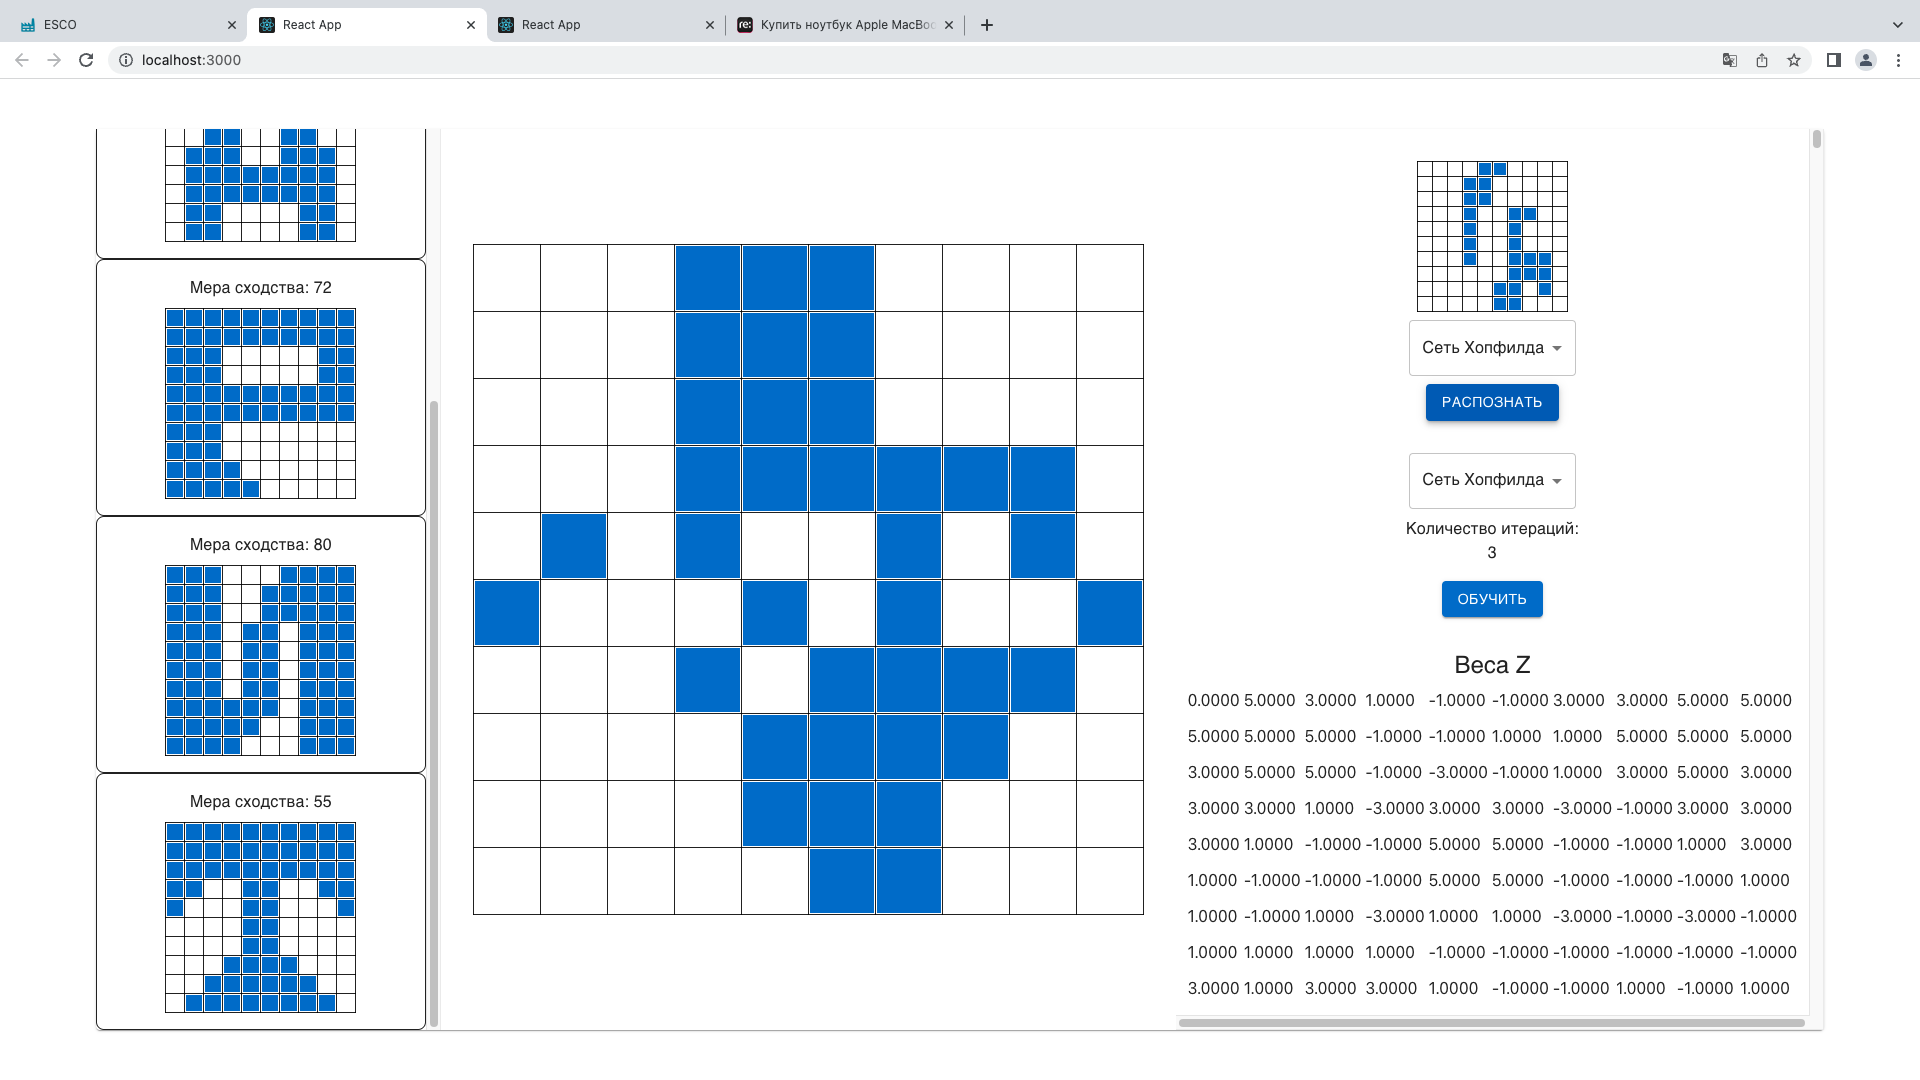 ESCO
React App
React App
Купить ноутбук Apple MacBoo
localhost:3000
Мера сходства: 72
Мера сходства: 80
Мера сходства: 55
Сеть Хопфилда
РАСПОЗНАТЬ
Сеть Хопфилда
Количество итераций:
3
ОБУЧИТЬ
Веса Z
0.0000 5.0000 3.0000 1.0000 -1.0000 -1.0000 3.0000 3.0000 5.0000 5.0000
5.0000 5.0000 5.0000 -1.0000 -1.0000 1.0000 1.0000 5.0000 5.0000 5.0000
3.0000 5.0000 5.0000 -1.0000 -3.0000 -1.0000 1.0000 3.0000 5.0000 3.0000
3.0000 3.0000 1.0000 -3.0000 3.0000 3.0000 -3.0000 -1.0000 3.0000 3.0000
3.0000 1.0000 -1.0000 -1.0000 5.0000 5.0000 -1.0000 -1.0000 1.0000 3.0000
1.0000 -1.0000 -1.0000 -1.0000 5.0000 5.0000 -1.0000 -1.0000 -1.0000 1.0000
1.0000 -1.0000 1.0000 -3.0000 1.0000 1.0000 -3.0000 -1.0000 -3.0000 -1.0000
1.0000 1.0000 1.0000 1.0000 -1.0000 -1.0000 -1.0000 -1.0000 -1.0000 -1.0000
3.0000 1.0000 3.0000 3.0000 1.0000 -1.0000 -1.0000 1.0000 -1.0000 1.0000